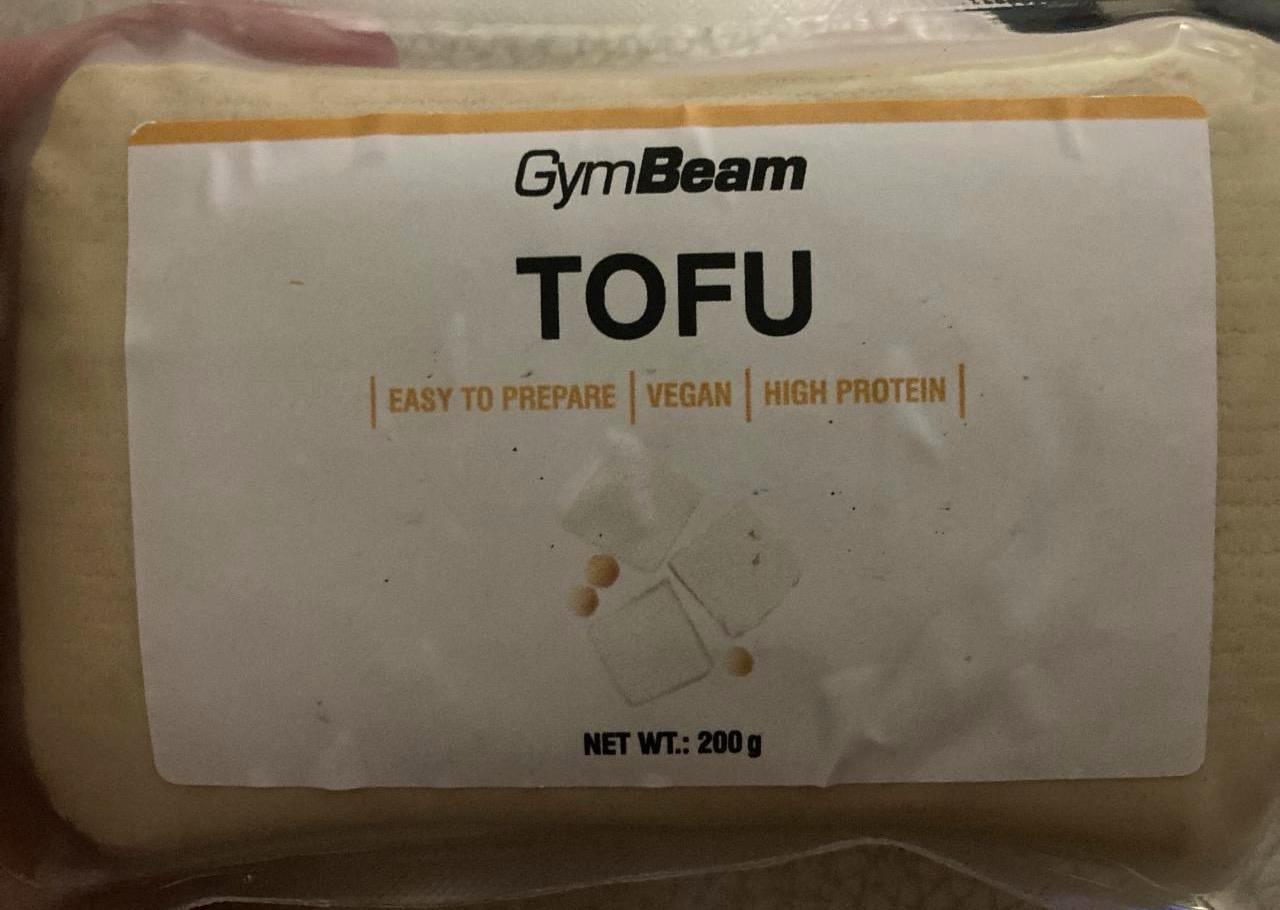 GymBeam
TOFU
| EASY TO PREPARE | VEGAN | HIGH PROTEIN |
NET WT.: 200 g